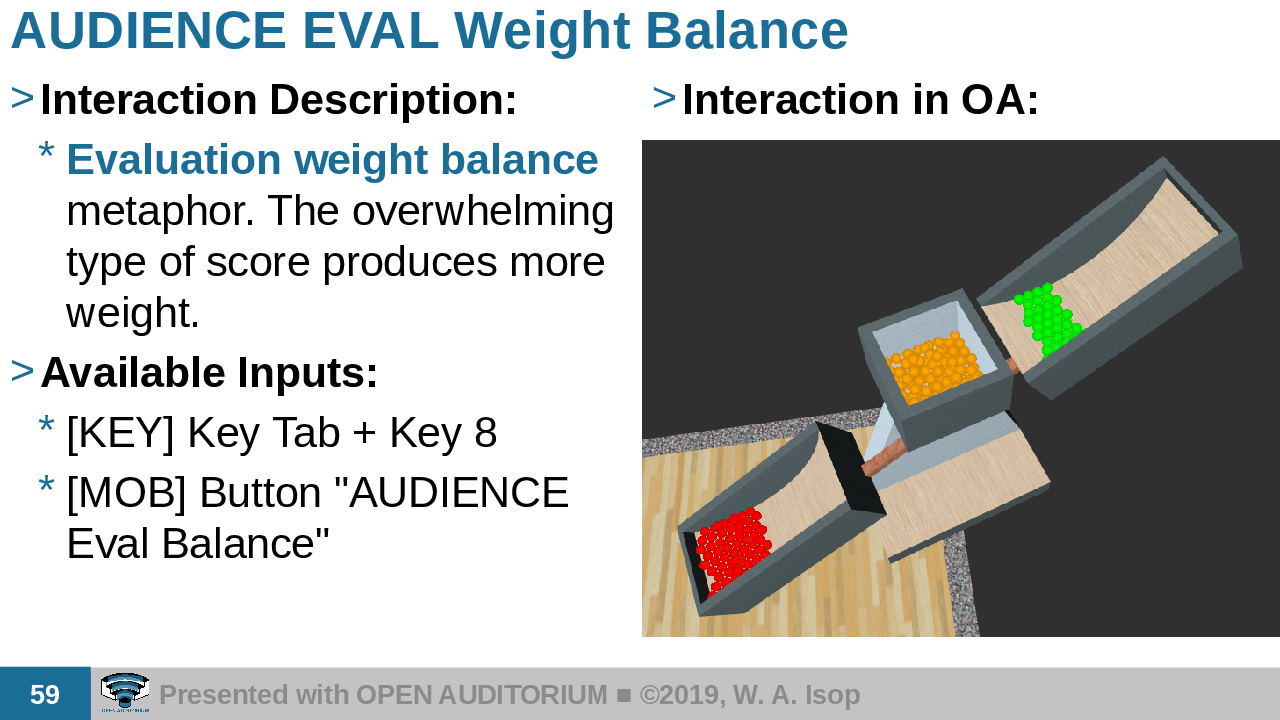 AUDIENCE EVAL Weight Balance
> Interaction Description:
* Evaluation weight balance
metaphor. The overwhelming
type of score produces more
weight.
> Available Inputs:
* [KEY] Key Tab + Key 8
* [MOB] Button "AUDIENCE
Eval Balance"
> Interaction in OA:
59
OPEN AUDITORIUM
Presented with OPEN AUDITORIUM ■ ©2019, W. A. Isop